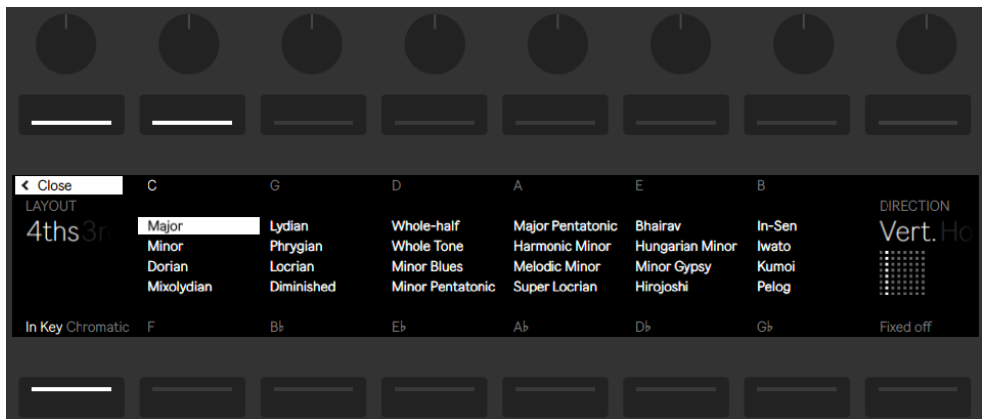 Close C G D A E B
LAYOUT DIRECTION
4ths 3r Vert. Ho
Major Lydian Whole-half Major Pentatonic Bhairav In-Sen
Minor Phrygian Whole Tone Harmonic Minor Hungarian Minor Iwato
Dorian Locrian Minor Blues Melodic Minor Minor Gypsy Kumoi
Mixolydian Diminished Minor Pentatonic Super Locrian Hirojoshi Pelog
In Key Chromatic F B♭ E♭ A♭ D♭ G♭ Fixed off